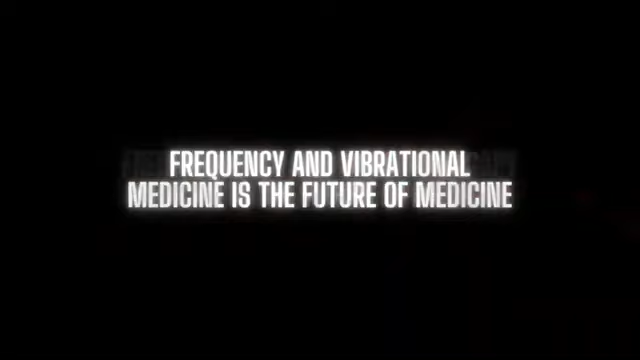 FREQUENCY AND VIBRATIONAL
MEDICINE IS THE FUTURE OF MEDICINE